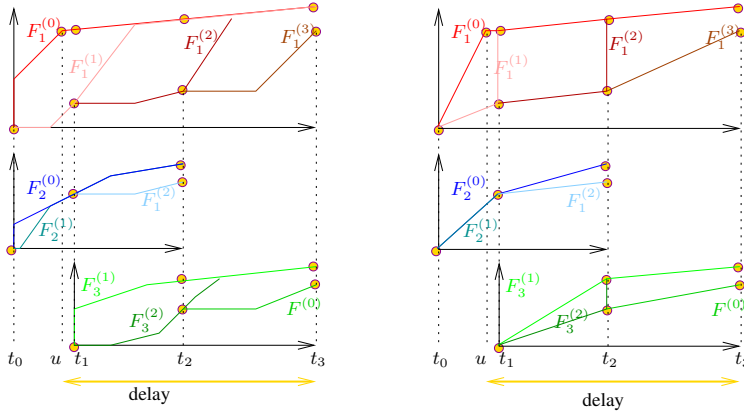 F_1^{(0)} F_1^{(1)} F_1^{(2)} F_1^{(3)}
F_2^{(0)} F_2^{(1)} F_1^{(2)}
F_3^{(1)} F_3^{(2)} F^{(0)}
t_0 u t_1 t_2 t_3
delay
F_1^{(0)} F_1^{(1)} F_1^{(2)} F_1^{(3)}
F_2^{(0)} F_2^{(1)} F_1^{(2)}
F_3^{(1)} F_3^{(2)} F^{(0)}
t_0 u t_1 t_2
delay